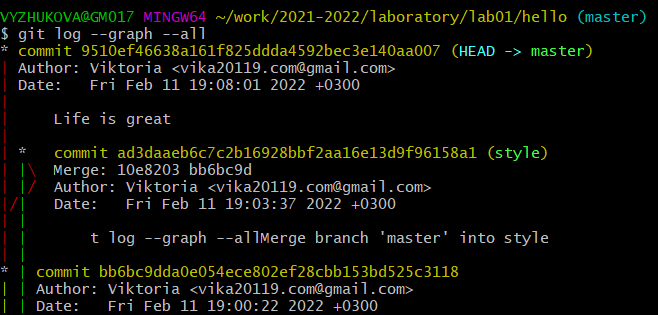 VYZHUKOVA@GM017 MINGW64 ~/work/2021-2022/laboratory/lab01/hello (master)
$ git log --graph --all
* commit 9510ef46638a161f825ddda4592bec3e140aa007 (HEAD -> master)
| Author: Viktoria <vika20119.com@gmail.com>
| Date:   Fri Feb 11 19:08:01 2022 +0300
|
|     Life is great
|
| *   commit ad3daaeb6c7c2b16928bbf2aa16e13d9f96158a1 (style)
| |\  Merge: 10e8203 bb6bc9d
| |/  Author: Viktoria <vika20119.com@gmail.com>
|/|   Date:   Fri Feb 11 19:03:37 2022 +0300
| |
| |       t log --graph --allMerge branch 'master' into style
| |
* | commit bb6bc9dda0e054ece802ef28cbb153bd525c3118
| | Author: Viktoria <vika20119.com@gmail.com>
| | Date:   Fri Feb 11 19:00:22 2022 +0300